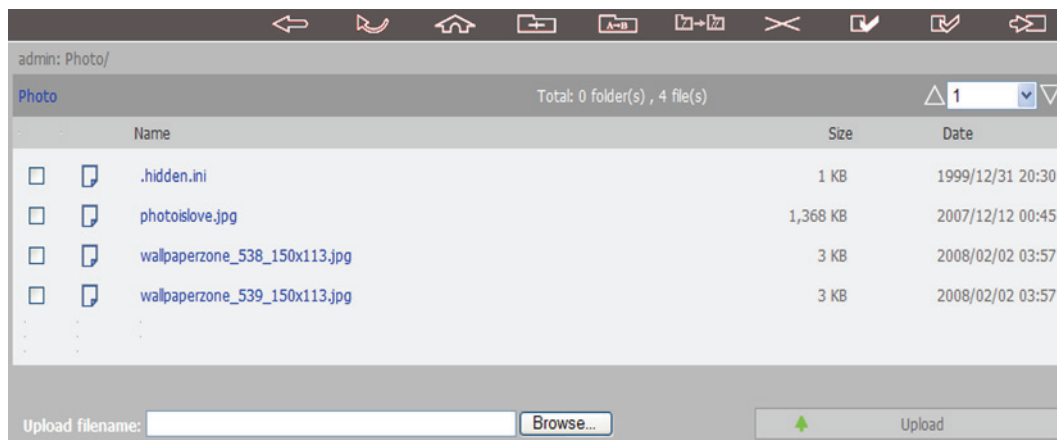 A↔B
admin: Photo/
Photo Total: 0 folder(s) , 4 file(s) 1
Name Size Date
.hidden.ini 1 KB 1999/12/31 20:30
photoislove.jpg 1,368 KB 2007/12/12 00:45
wallpaperzone_538_150x113.jpg 3 KB 2008/02/02 03:57
wallpaperzone_539_150x113.jpg 3 KB 2008/02/02 03:57
Upload filename: Browse... Upload